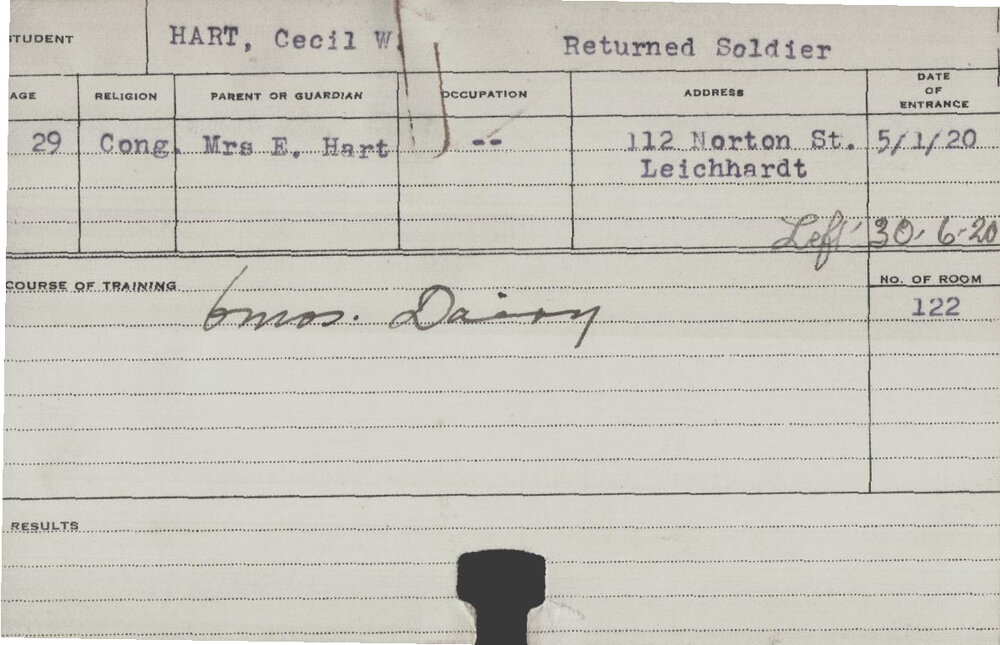 STUDENT HART, Cecil W. Returned Soldier
AGE RELIGION PARENT OR GUARDIAN OCCUPATION ADDRESS DATE OF ENTRANCE
29 Cong. Mrs E. Hart -- 112 Norton St. 5/1/20
Leichhardt
Left 30-6-20
COURSE OF TRAINING 6mos. Dairy
NO. OF ROOM
122
RESULTS